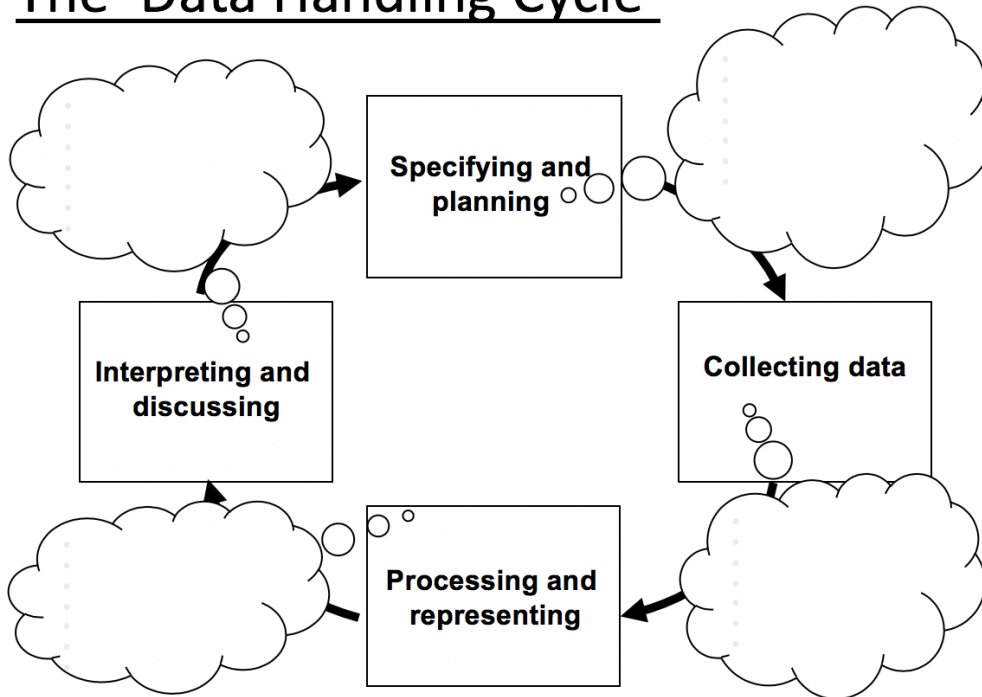 The Data Handling Cycle
Specifying and
planning
Collecting data
Processing and
representing
Interpreting and
discussing